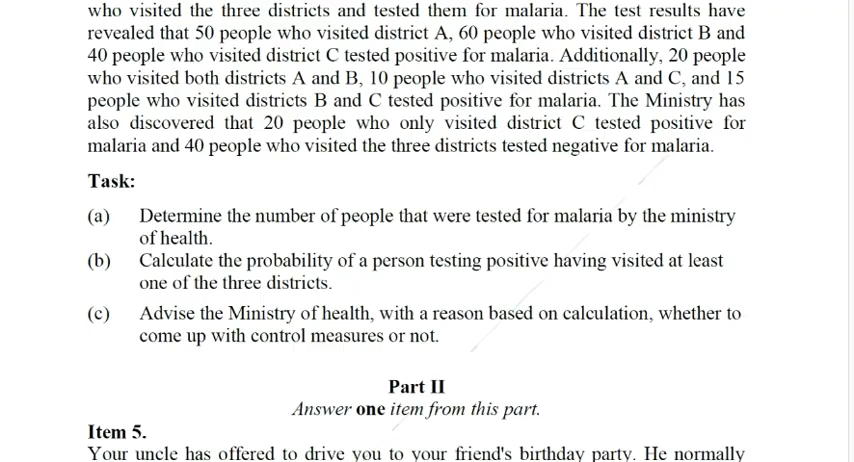 who visited the three districts and tested them for malaria. The test results have
revealed that 50 people who visited district A, 60 people who visited district B and
40 people who visited district C tested positive for malaria. Additionally, 20 people
who visited both districts A and B, 10 people who visited districts A and C, and 15
people who visited districts B and C tested positive for malaria. The Ministry has
also discovered that 20 people who only visited district C tested positive for
malaria and 40 people who visited the three districts tested negative for malaria.
Task:
(a) Determine the number of people that were tested for malaria by the ministry
of health.
(b) Calculate the probability of a person testing positive having visited at least
one of the three districts.
(c) Advise the Ministry of health, with a reason based on calculation, whether to
come up with control measures or not.
Part II
Answer one item from this part.
Item 5.
Your uncle has offered to drive you to your friend's birthday party. He normally